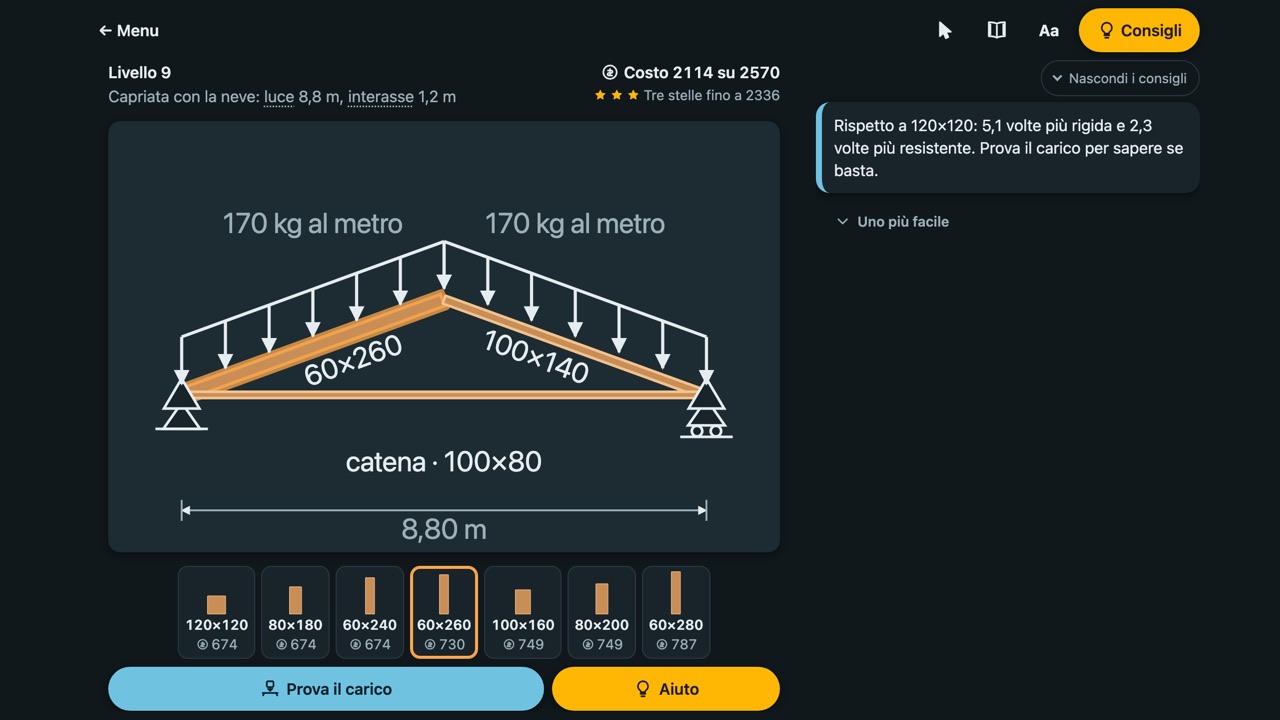 Menu
Aa
Consigli
Livello 9
Costo 2114 su 2570
Capriata con la neve: luce 8,8 m, interasse 1,2 m
Tre stelle fino a 2336
Nascondi i consigli
Rispetto a 120×120: 5,1 volte più rigida e 2,3
volte più resistente. Prova il carico per sapere se
basta.
Uno più facile
170 kg al metro
170 kg al metro
60×260
100×140
catena · 100×80
8,80 m
120×120
674
80×180
674
60×240
674
60×260
730
100×160
749
80×200
749
60×280
787
Prova il carico
Aiuto